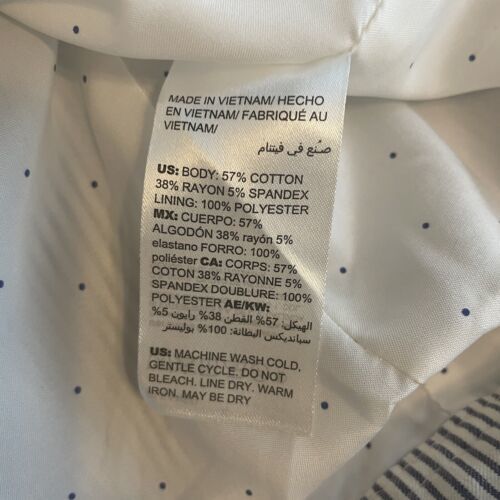 MADE IN VIETNAM/ HECHO
EN VIETNAM/ FABRIQUÉ AU
VIETNAM/
صُنع في فيتنام
US: BODY: 57% COTTON
38% RAYON 5% SPANDEX
LINING: 100% POLYESTER
MX: CUERPO: 57%
ALGODÓN 38% rayón 5%
elastano FORRO: 100%
poliéster CA: CORPS: 57%
COTON 38% RAYONNE 5%
SPANDEX DOUBLURE: 100%
POLYESTER AE/KW:
الهيكل: 57% القطن 38% رايون 5%
سباندیكس البطانة: 100% بوليستر
US: MACHINE WASH COLD,
GENTLE CYCLE. DO NOT
BLEACH. LINE DRY. WARM
IRON. MAY BE DRY